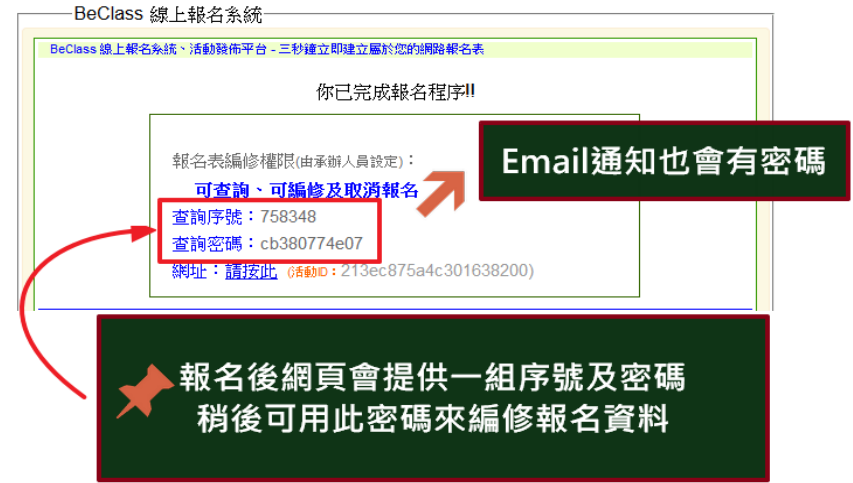 BeClass 線上報名系統
BeClass 線上報名系統、活動發佈平台 - 三秒鐘立即建立屬於您的網路報名表
你已完成報名程序!!
Email通知也會有密碼
報名表編修權限(由承辦人員設定)：
可查詢、可編修及取消報名
查詢序號：758348
查詢密碼：cb380774e07
網址：請按此 (活動ID：213ec875a4c301638200)
報名後網頁會提供一組序號及密碼
稍後可用此密碼來編修報名資料